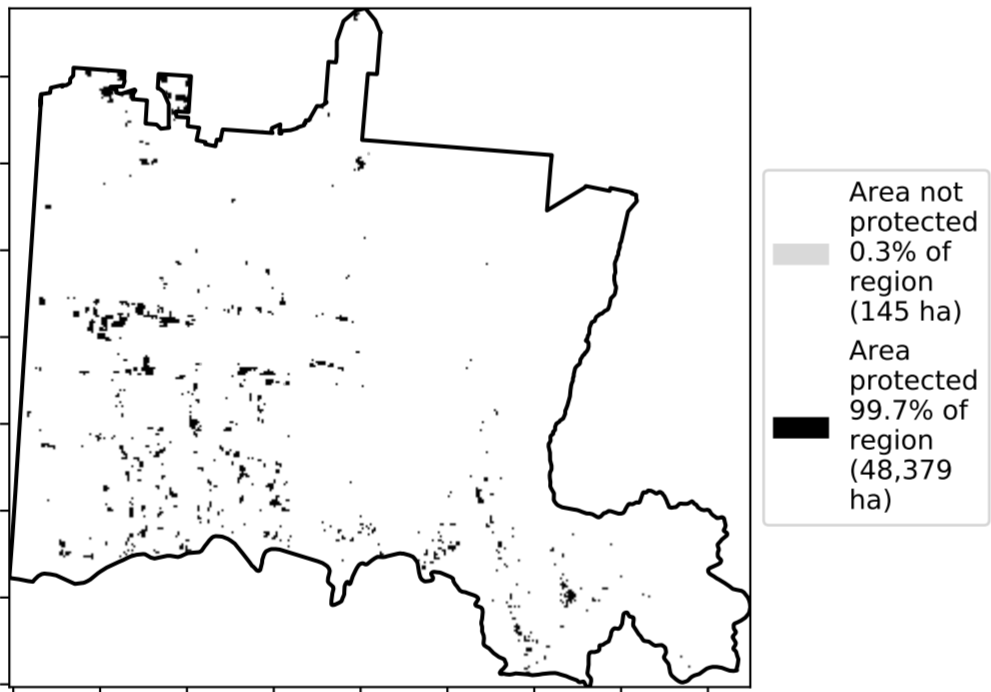 Area not
protected
0.3% of
region
(145 ha)
Area
protected
99.7% of
region
(48,379
ha)